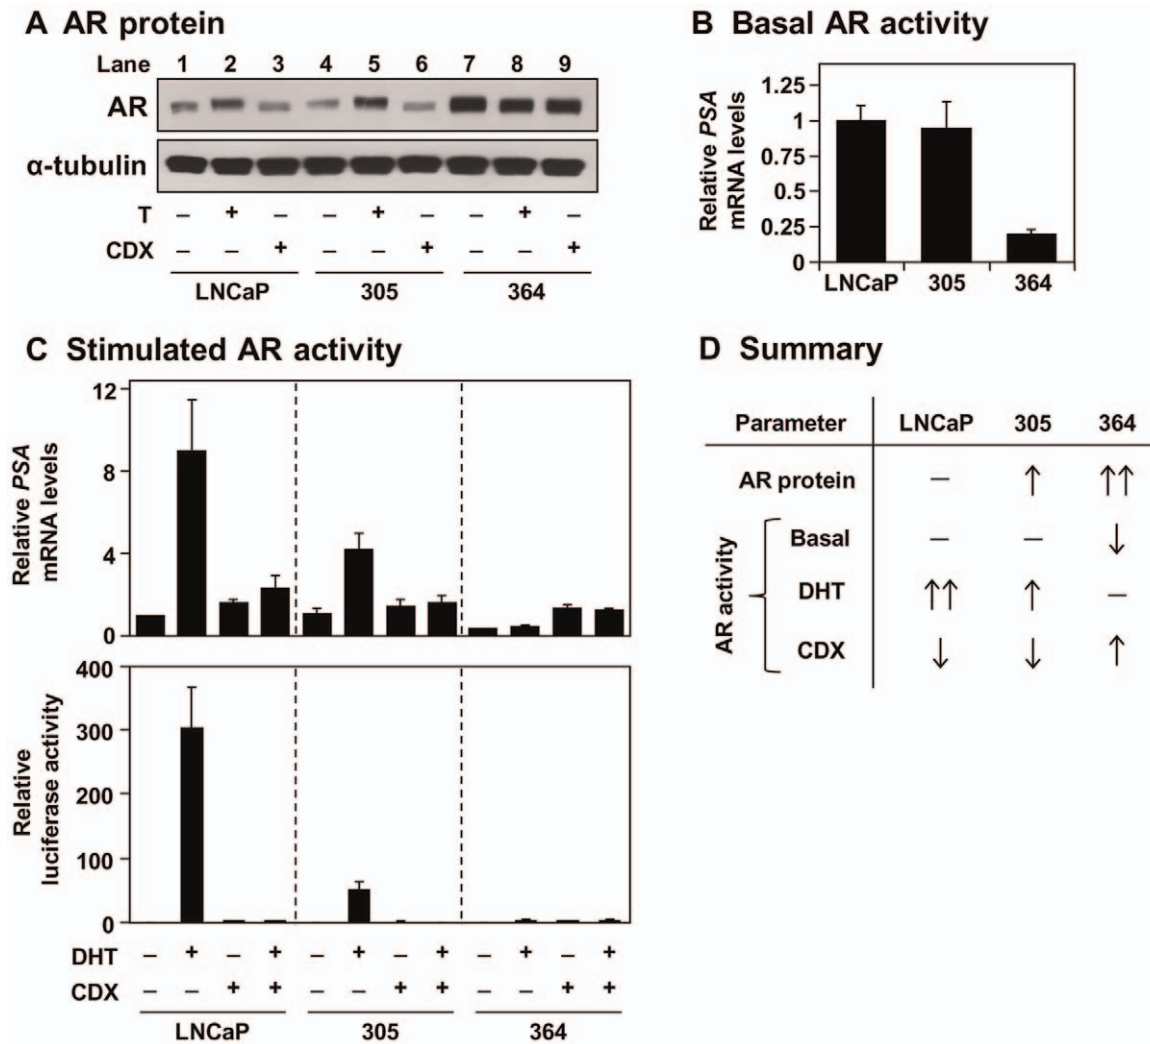 A AR protein
Lane 1 2 3 4 5 6 7 8 9
AR
α-tubulin
T – + – – + – – + –
CDX – – + – – + – – +
LNCaP 305 364
B Basal AR activity
Relative PSA
mRNA levels
1.25
1
0.75
0.5
0.25
0
LNCaP 305 364
C Stimulated AR activity
Relative PSA
mRNA levels
12
8
4
0
Relative
luciferase activity
400
300
200
100
0
DHT – + – + – + – + – + – +
CDX – – + + – – + + – – + +
LNCaP 305 364
D Summary
Parameter LNCaP 305 364
AR protein – ↑ ↑↑
AR activity
Basal – – ↓
DHT ↑↑ ↑ –
CDX ↓ ↓ ↑